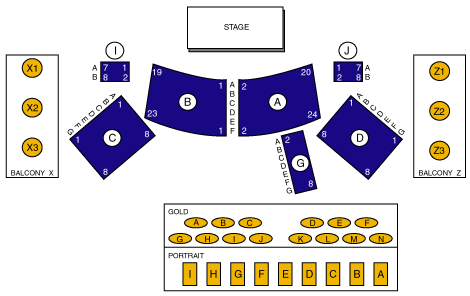 STAGE
I
J
A 7 1
B 8 2
1 7 A
8 2 B
X1
X2
X3
BALCONY X
Z1
Z2
Z3
BALCONY Z
19 1
B
23 1
A
B
C
D
E
F
2 20
A
24
2
A
B
C
D
E
F
G
1
1 8
C
8
A
B
C
D
E
F
G
1
1 8
D
8
A
B
C
D
E
F
G
2
G
8
GOLD
A B C D E F
G H I J K L M N
PORTRAIT
I H G F E D C B A